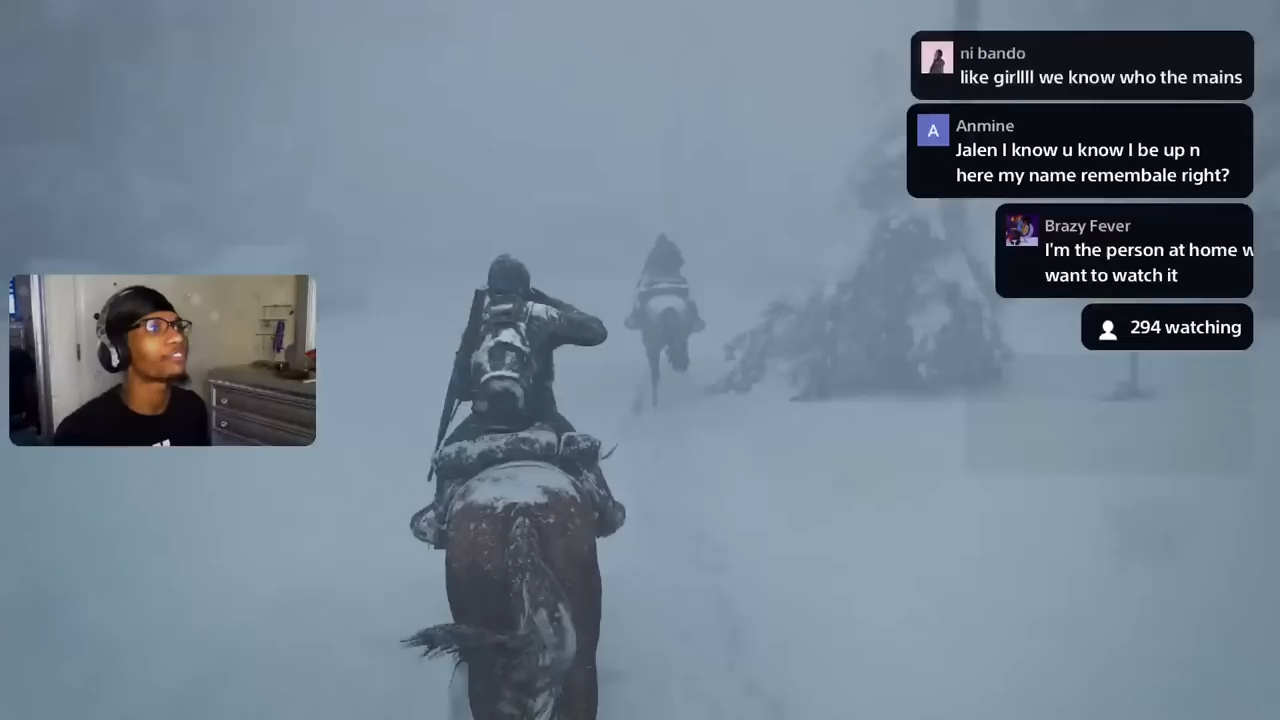 ni bando
like girllll we know who the mains
A
Anmine
Jalen I know u know I be up n
here my name remembale right?
Brazy Fever
I'm the person at home w
want to watch it
294 watching